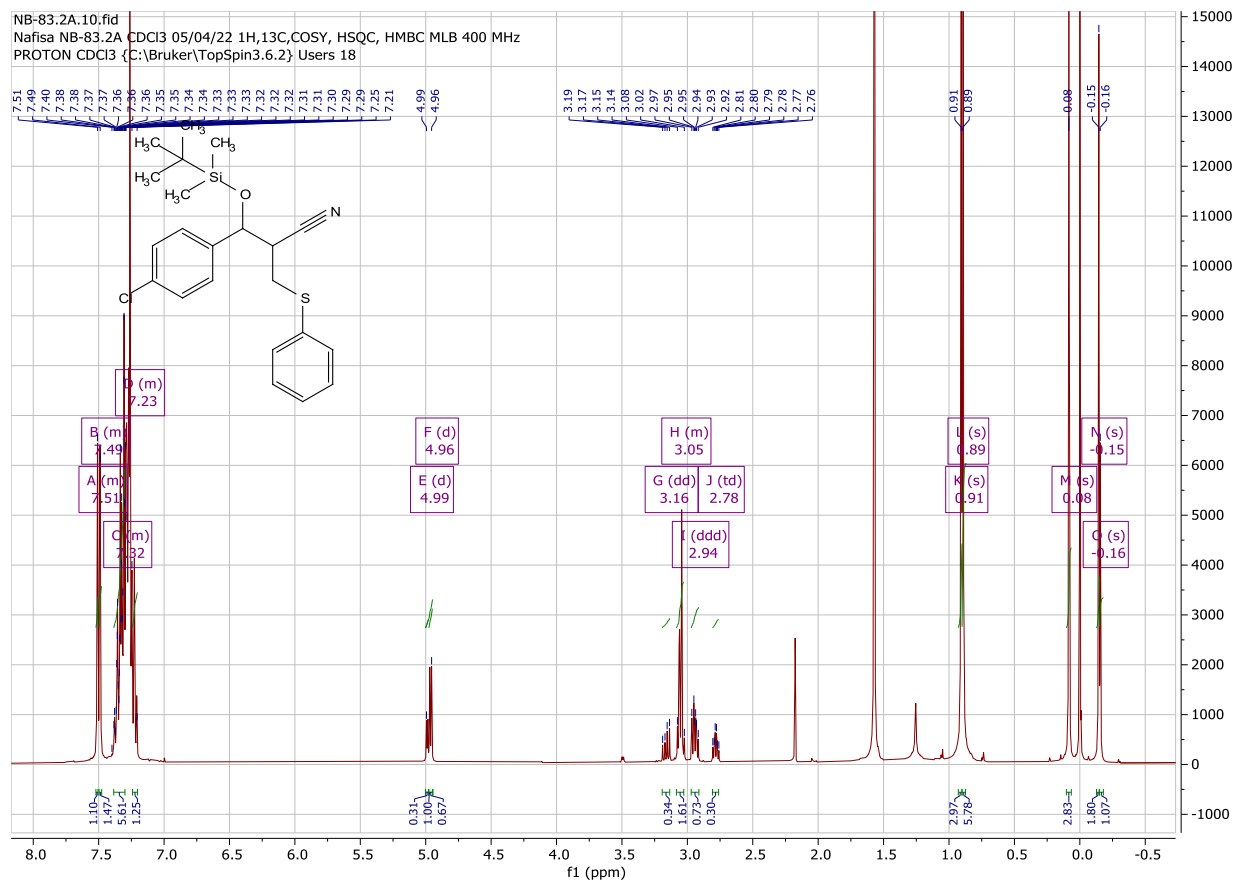 NB-83.2A.10.fid
Nafisa NB-83.2A CDCl3 05/04/22 1H,13C,COSY, HSQC, HMBC MLB 400 MHz
PROTON CDCl3 {C:\Bruker\TopSpin3.6.2} Users 18
7.51 7.49 7.40 7.38 7.38 7.37 7.37 7.36 7.36 7.36 7.35 7.35 7.34 7.34 7.33 7.33 7.32 7.32 7.31 7.31 7.30 7.29 7.29 7.25 7.21
4.99 4.96
3.19 3.17 3.15 3.14 3.08 3.02 2.97 2.95 2.95 2.94 2.93 2.92 2.81 2.80 2.79 2.78 2.77 2.76
0.91 0.89
0.08
-0.15 -0.16
CH3
H3C
CH3
H3C
Si
H3C
O
N
Cl
S
D (m)
7.23
B (m)
7.49
F (d)
4.96
H (m)
3.05
L (s)
0.89
N (s)
-0.15
A (m)
7.51
E (d)
4.99
G (dd)
3.16
J (td)
2.78
K (s)
0.91
M (s)
0.08
C (m)
7.32
I (ddd)
2.94
O (s)
-0.16
15000
14000
13000
12000
11000
10000
9000
8000
7000
6000
5000
4000
3000
2000
1000
0
-1000
1.10 1.47 5.61 1.25
0.31 1.00 0.67
0.34 1.61 0.73 0.30
2.97 5.78
2.83
1.80 1.07
8.0 7.5 7.0 6.5 6.0 5.5 5.0 4.5 4.0 3.5 3.0 2.5 2.0 1.5 1.0 0.5 0.0 -0.5
f1 (ppm)